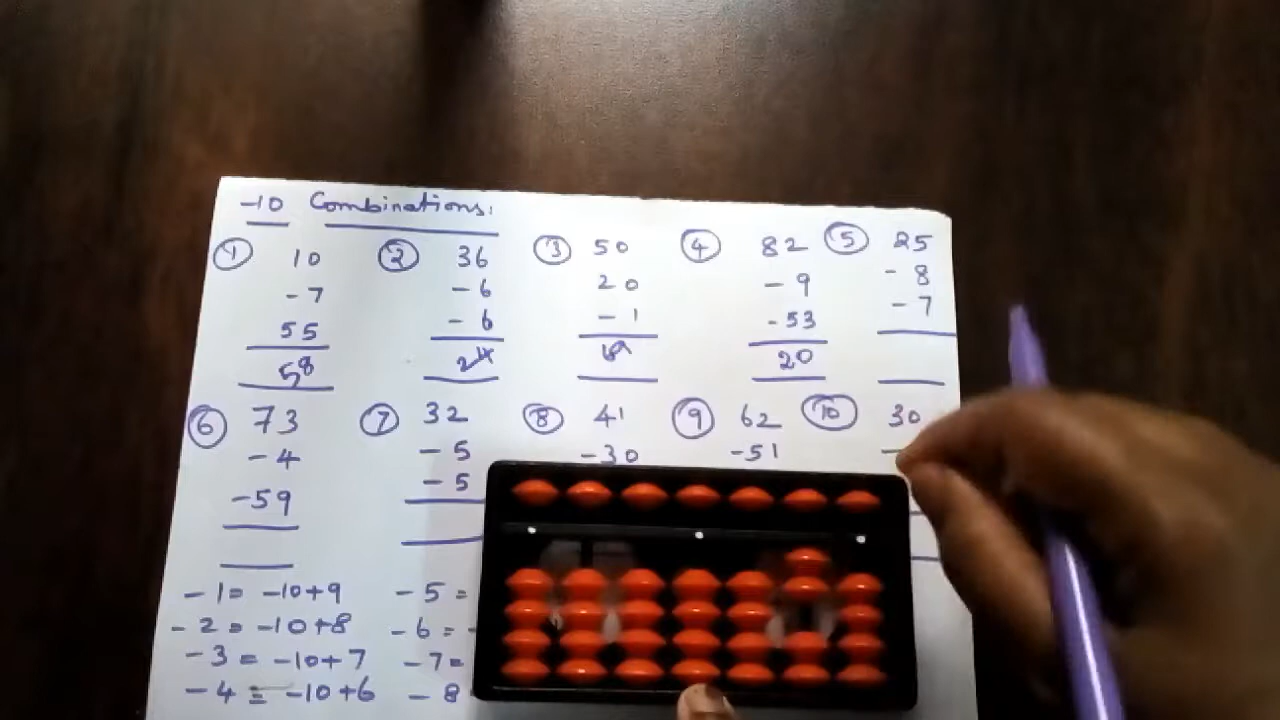 -10 Combinations:
① 10 ② 36 ③ 50 ④ 82 ⑤ 25
-7 -6 20 -9 -8
55 -6 -1 -53 -7
58 24 69 20
⑥ 73 ⑦ 32 ⑧ 41 ⑨ 62 ⑩ 30
-4 -5 -30 -51 -
-59 -5
-1= -10+9 -5=
-2=-10+8 -6=
-3= -10+7 -7=
-4= -10+6 -8